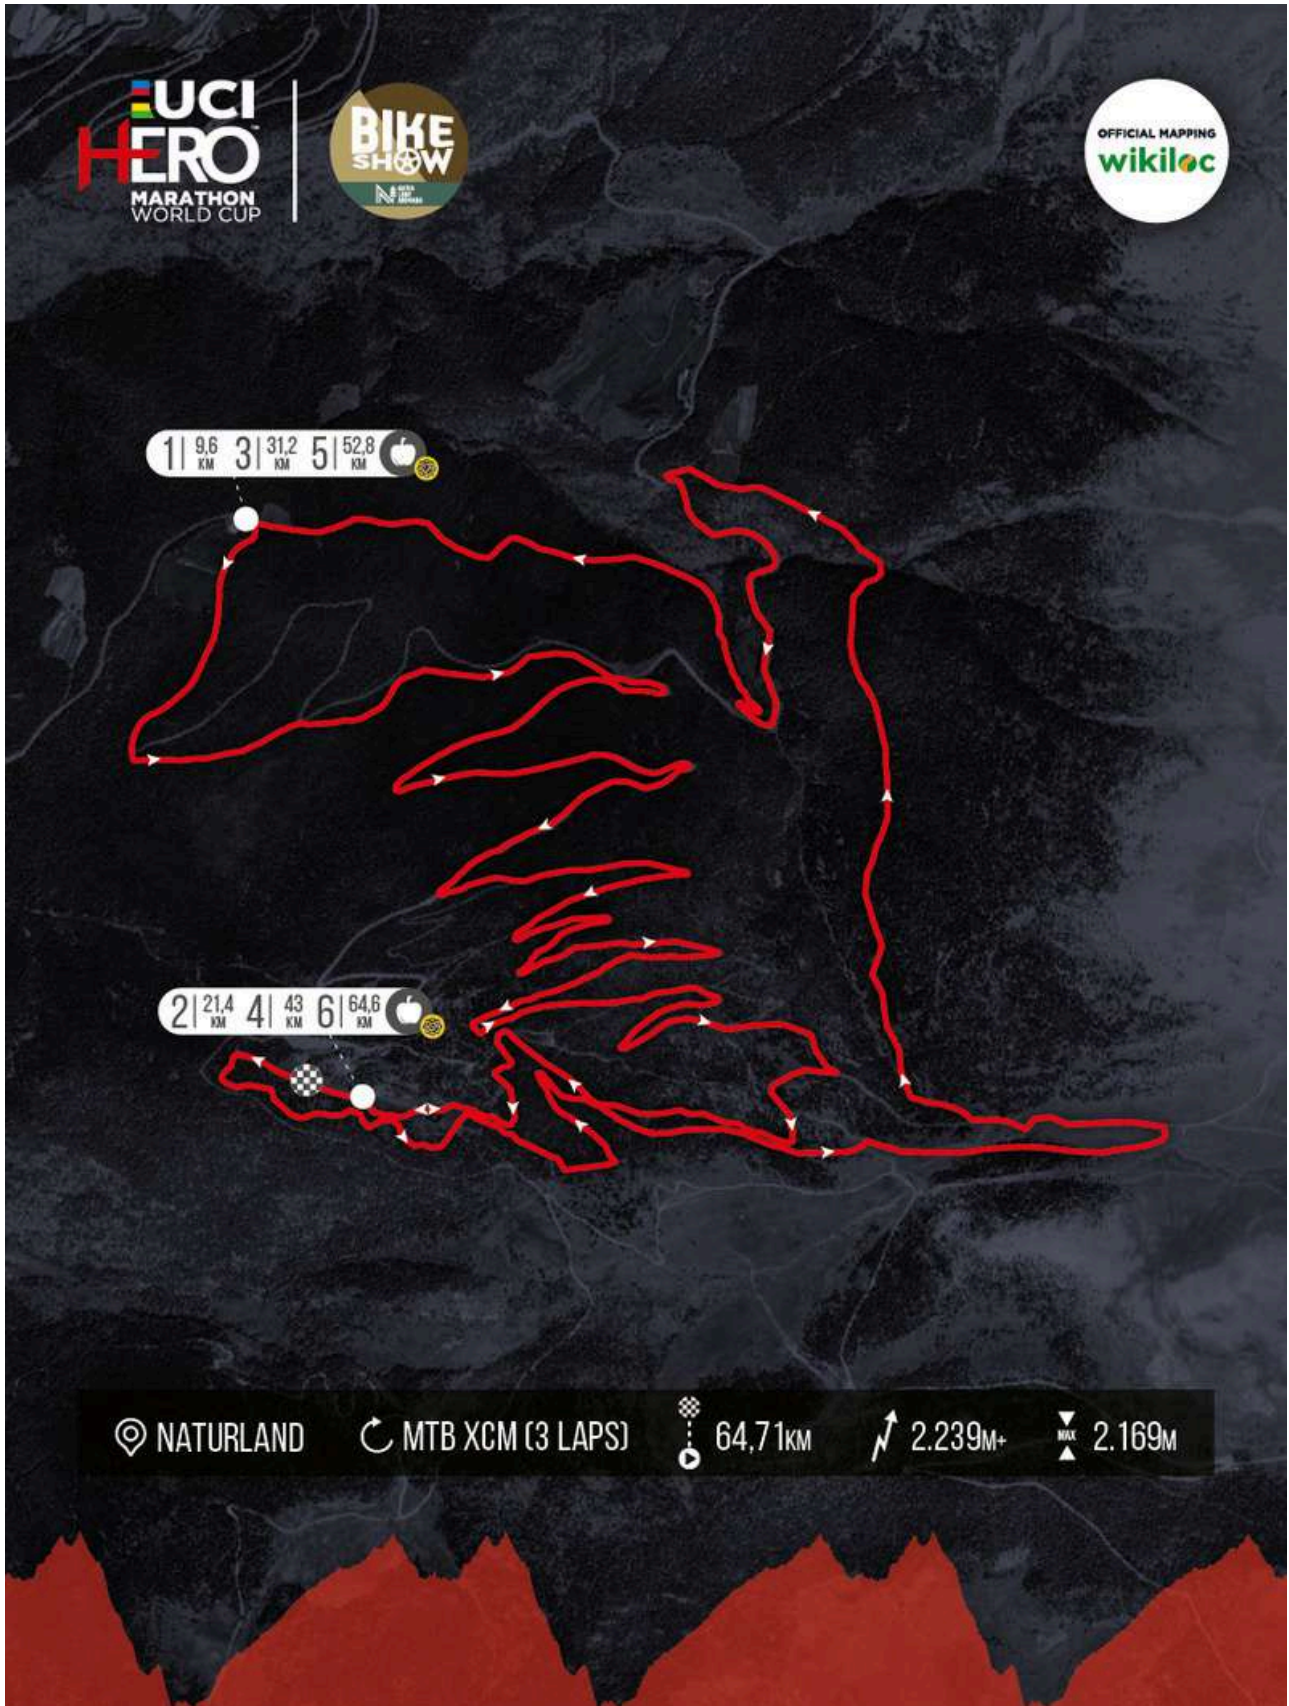 UCI
HERO™
MARATHON
WORLD CUP
BIKE
SHOW
OFFICIAL MAPPING
wikiloc
1| 9,6 KM 3| 31,2 KM 5| 52,8 KM
2| 21,4 KM 4| 43 KM 6| 64,6 KM
NATURLAND
MTB XCM (3 LAPS)
64,71KM
2.239M+
MAX
2.169M